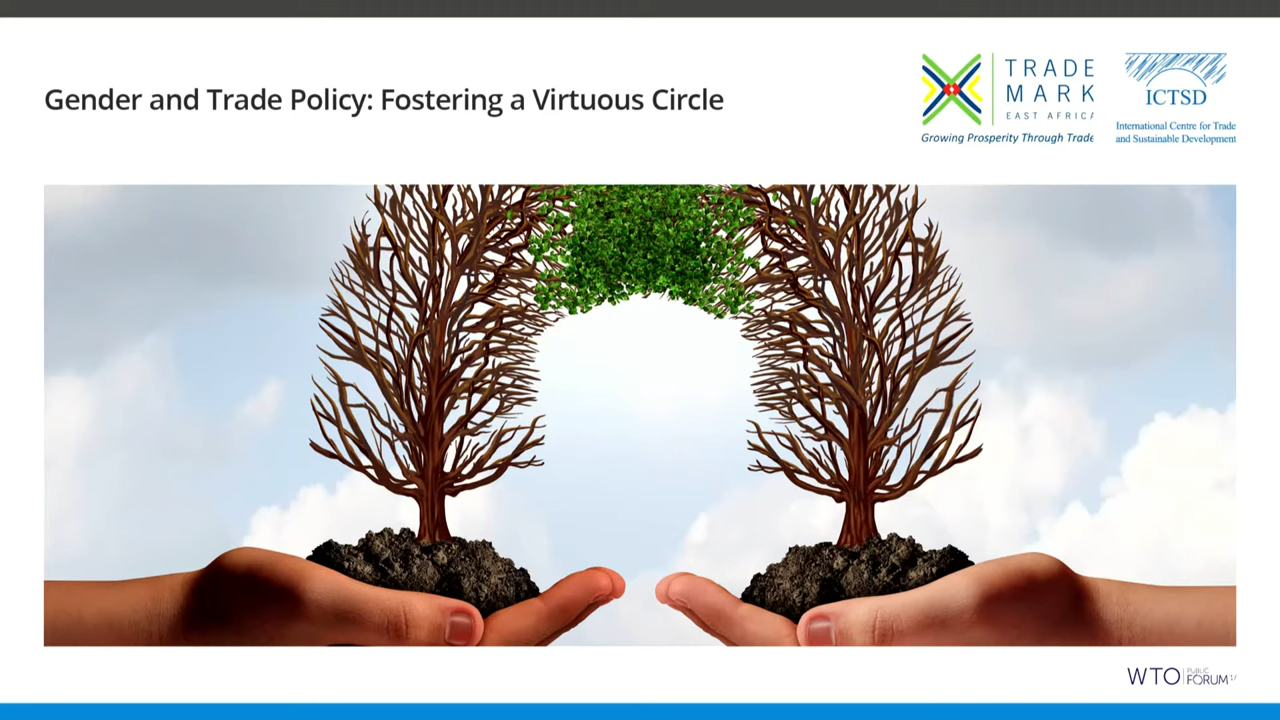 Gender and Trade Policy: Fostering a Virtuous Circle
TRADE
MARK
EAST AFRICA
Growing Prosperity Through Trade
ICTSD
International Centre for Trade
and Sustainable Development
WTO PUBLIC
FORUM 17